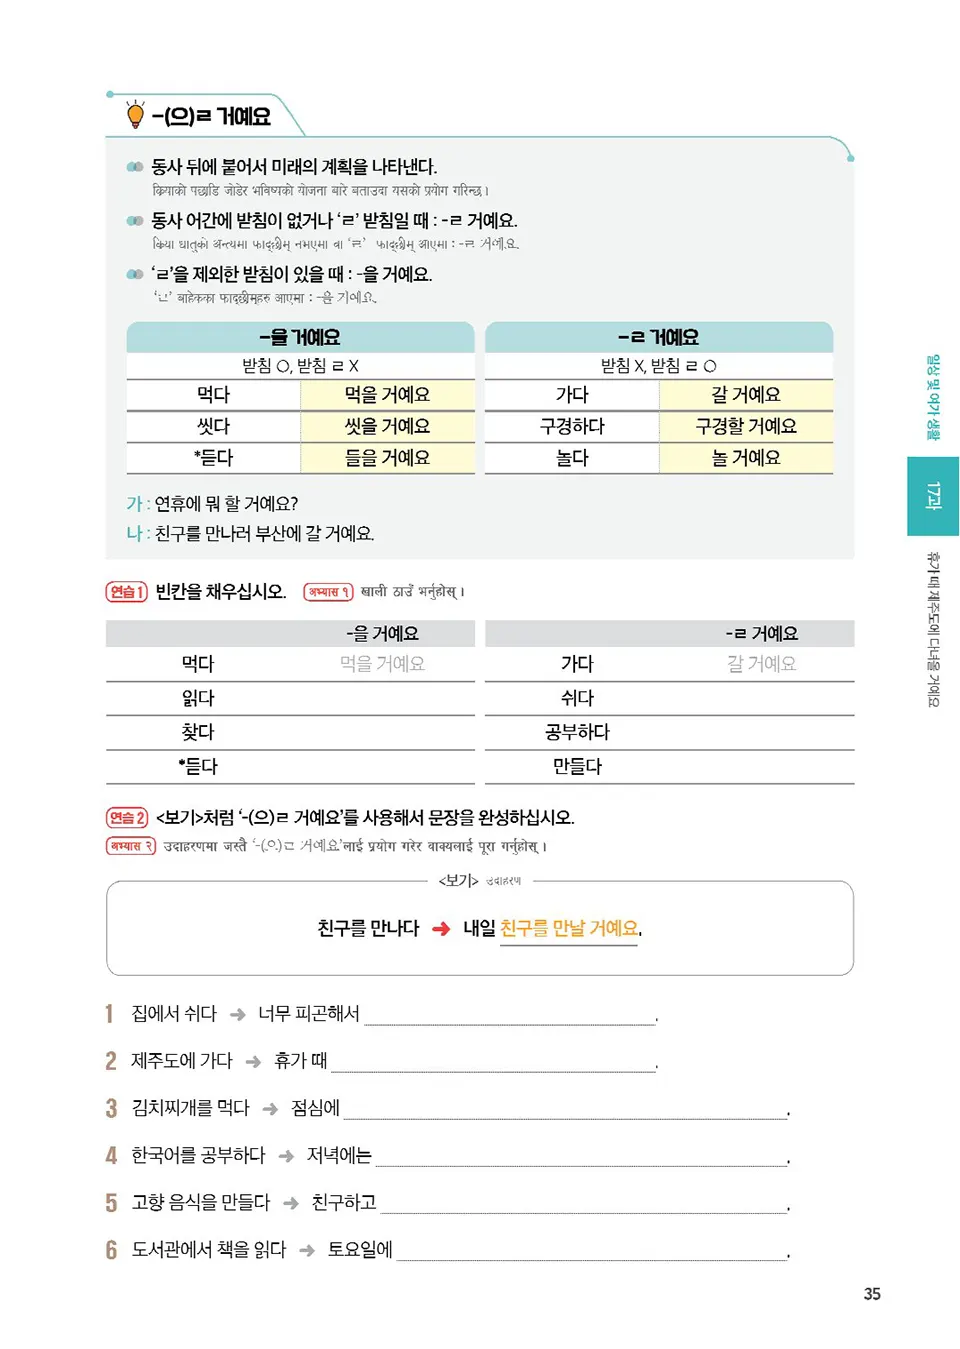 -(으)ㄹ 거예요
동사 뒤에 붙어서 미래의 계획을 나타낸다.
क्रियाको पछाडि जोडेर भविष्यको योजना बारे बताउदा यसको प्रयोग गरिन्छ ।
동사 어간에 받침이 없거나 ‘ㄹ’ 받침일 때 : -ㄹ 거예요.
क्रिया धातुको अन्त्यमा फाद्छीम् नभएमा वा ‘ㄹ’ फाद्छीम् आएमा : -ㄹ 거예요.
‘ㄹ’을 제외한 받침이 있을 때 : -을 거예요.
‘ㄹ’ बाहेकका फाद्छीम्हरु आएमा : -을 거예요.
-을 거예요 -ㄹ 거예요
받침 O, 받침 ㄹ X 받침 X, 받침 ㄹ O
먹다 먹을 거예요 가다 갈 거예요
씻다 씻을 거예요 구경하다 구경할 거예요
*듣다 들을 거예요 놀다 놀 거예요
가 : 연휴에 뭐 할 거예요?
나 : 친구를 만나러 부산에 갈 거예요.
연습 1 빈칸을 채우십시오. अभ्यास १ खाली ठाउँ भर्नुहोस् ।
-을 거예요 -ㄹ 거예요
먹다 먹을 거예요 가다 갈 거예요
읽다 쉬다
찾다 공부하다
*듣다 만들다
연습 2 <보기>처럼 ‘-(으)ㄹ 거예요’를 사용해서 문장을 완성하십시오.
अभ्यास २ उदाहरणमा जस्तै ‘-(으)ㄹ 거예요’लाई प्रयोग गरेर वाक्यलाई पूरा गर्नुहोस् ।
<보기> उदाहरण
친구를 만나다 ➜ 내일 친구를 만날 거예요.
1 집에서 쉬다 ➜ 너무 피곤해서 .
2 제주도에 가다 ➜ 휴가 때 .
3 김치찌개를 먹다 ➜ 점심에 .
4 한국어를 공부하다 ➜ 저녁에는 .
5 고향 음식을 만들다 ➜ 친구하고 .
6 도서관에서 책을 읽다 ➜ 토요일에 .
일상 및 여가 생활
17과
휴가 때 제주도에 다녀올 거예요
35